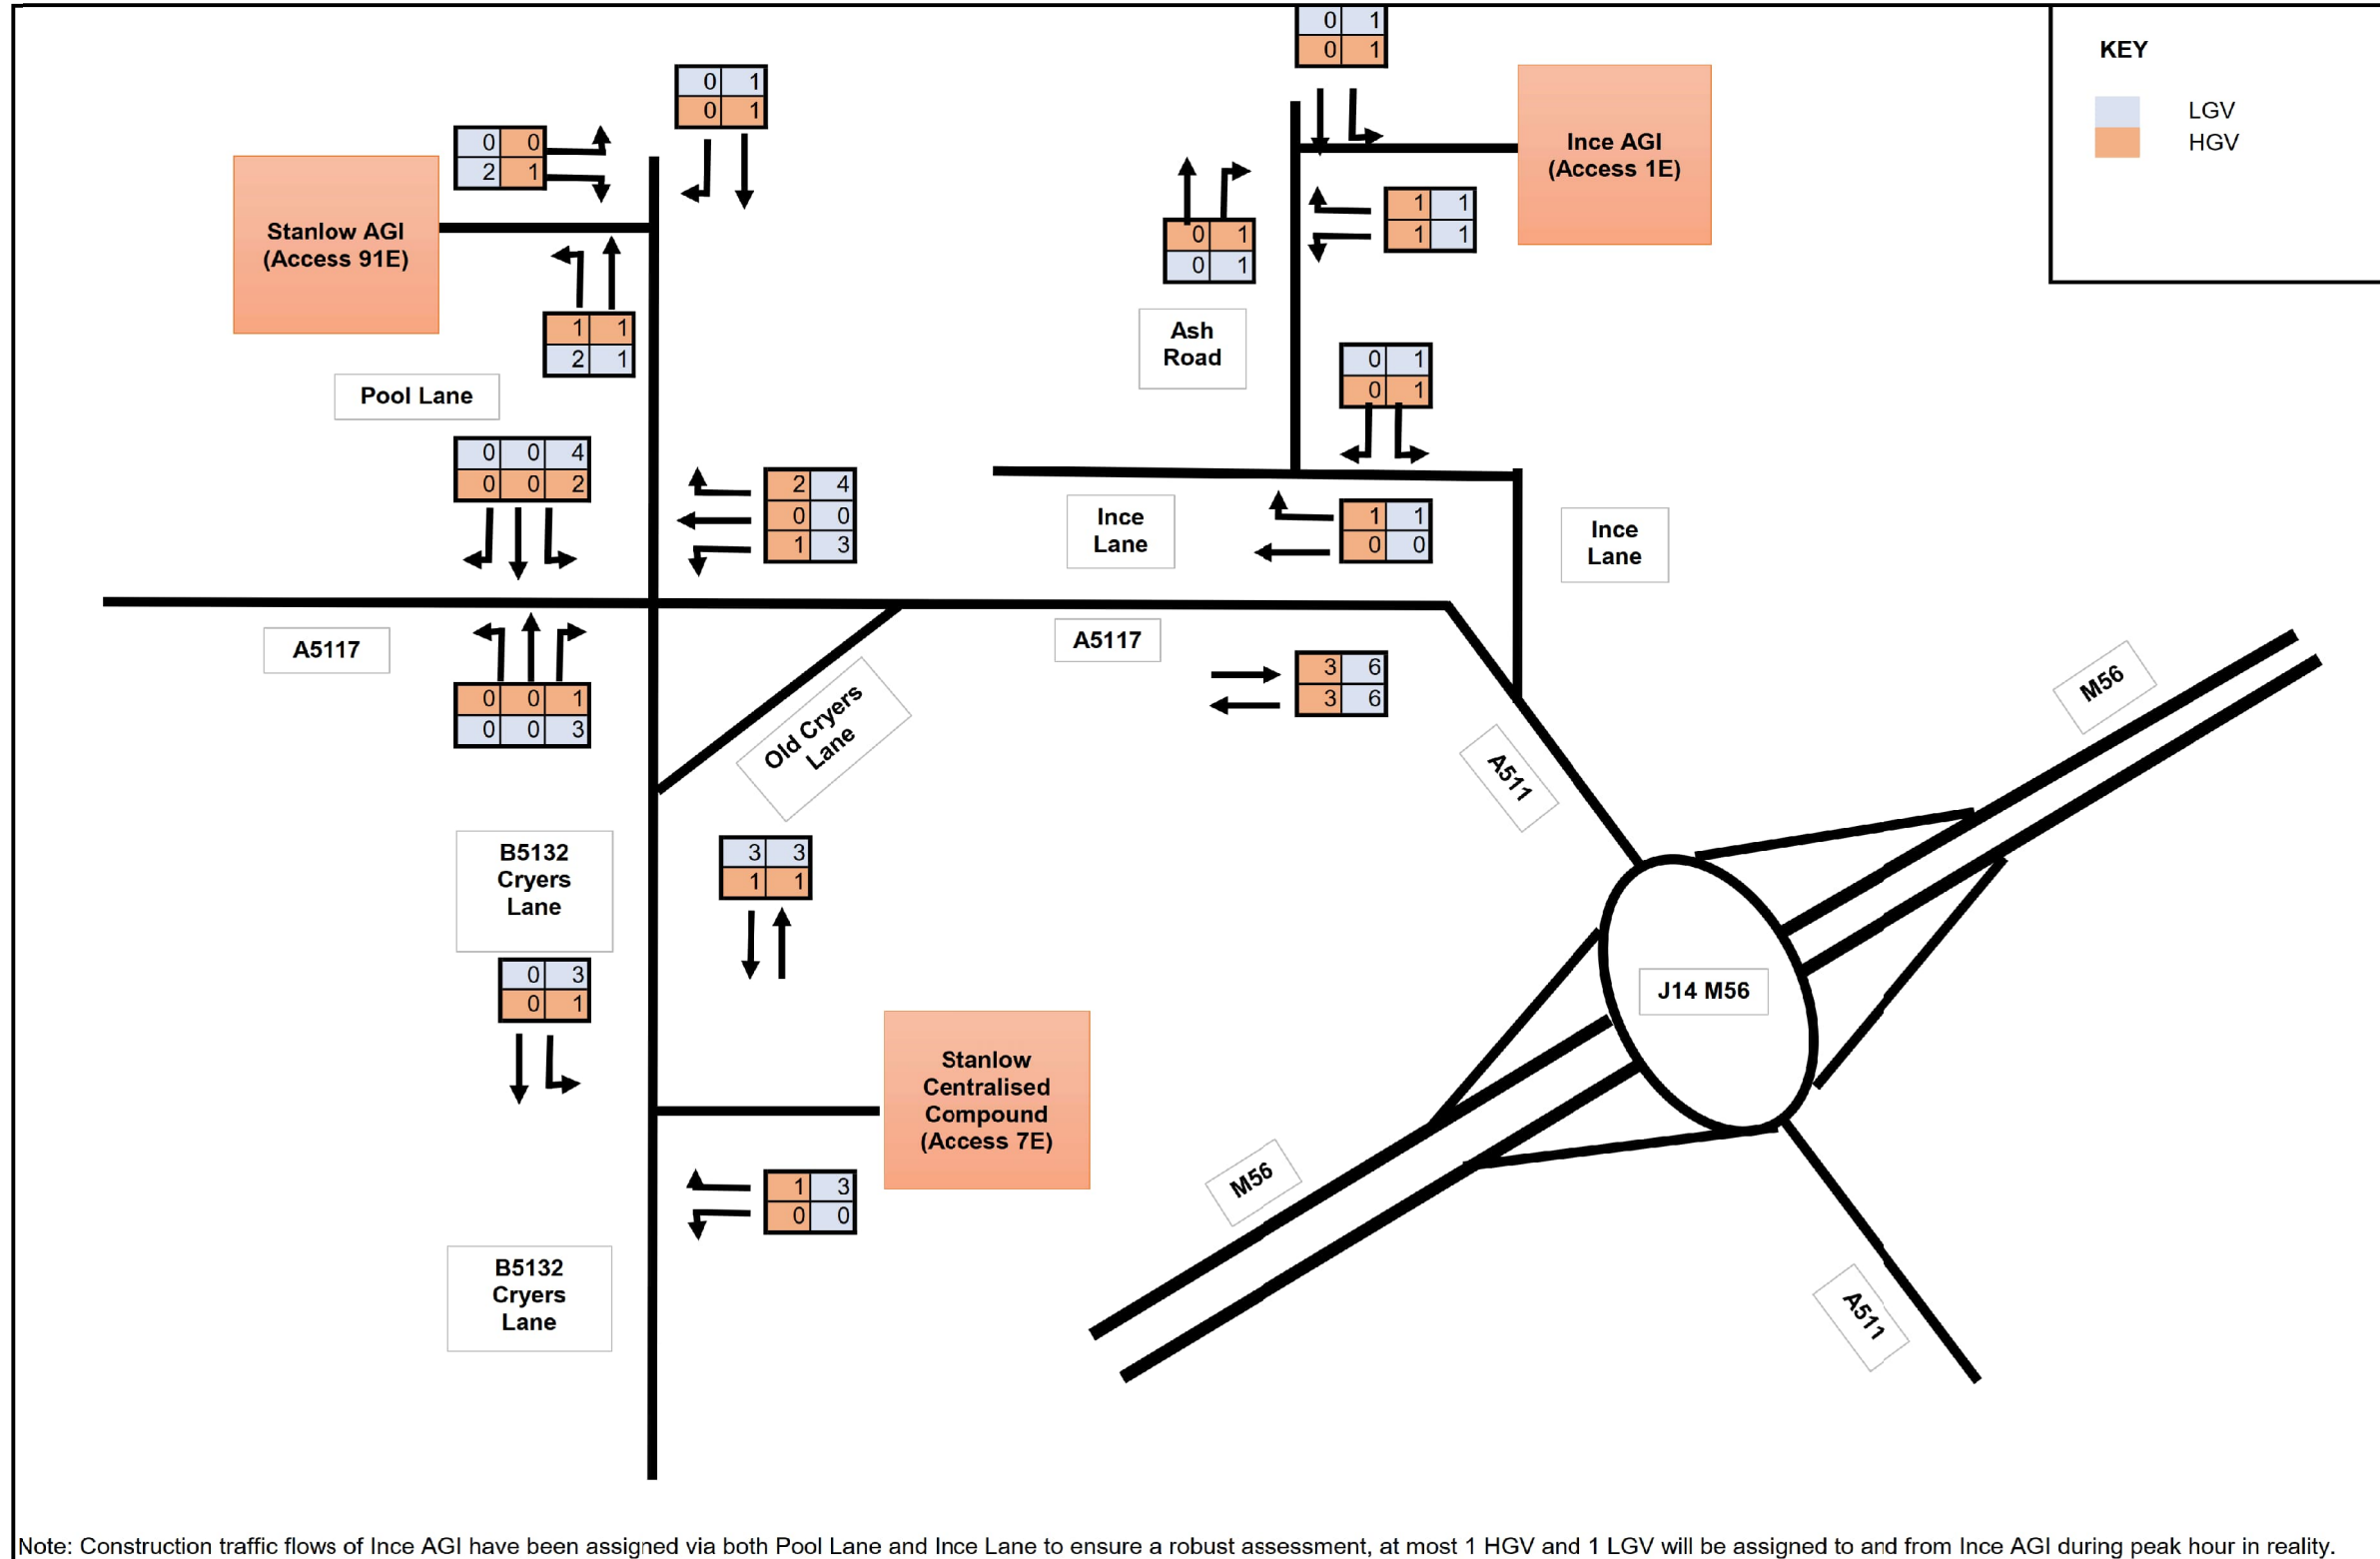 0 1
0 1
KEY
LGV
HGV
0 1
0 1
0 0
2 1
Stanlow AGI
(Access 91E)
1 1
2 1
Pool Lane
Ince AGI
(Access 1E)
1 1
1 1
0 1
0 1
Ash
Road
0 1
0 1
0 0 4
0 0 2
2 4
0 0
1 3
Ince
Lane
1 1
0 0
Ince
Lane
A5117
0 0 1
0 0 3
A5117
3 6
3 6
Old Cryers
Lane
A511
M56
B5132
Cryers
Lane
3 3
1 1
0 3
0 1
J14 M56
Stanlow
Centralised
Compound
(Access 7E)
M56
1 3
0 0
B5132
Cryers
Lane
A511
Note: Construction traffic flows of Ince AGI have been assigned via both Pool Lane and Ince Lane to ensure a robust assessment, at most 1 HGV and 1 LGV will be assigned to and from Ince AGI during peak hour in reality.